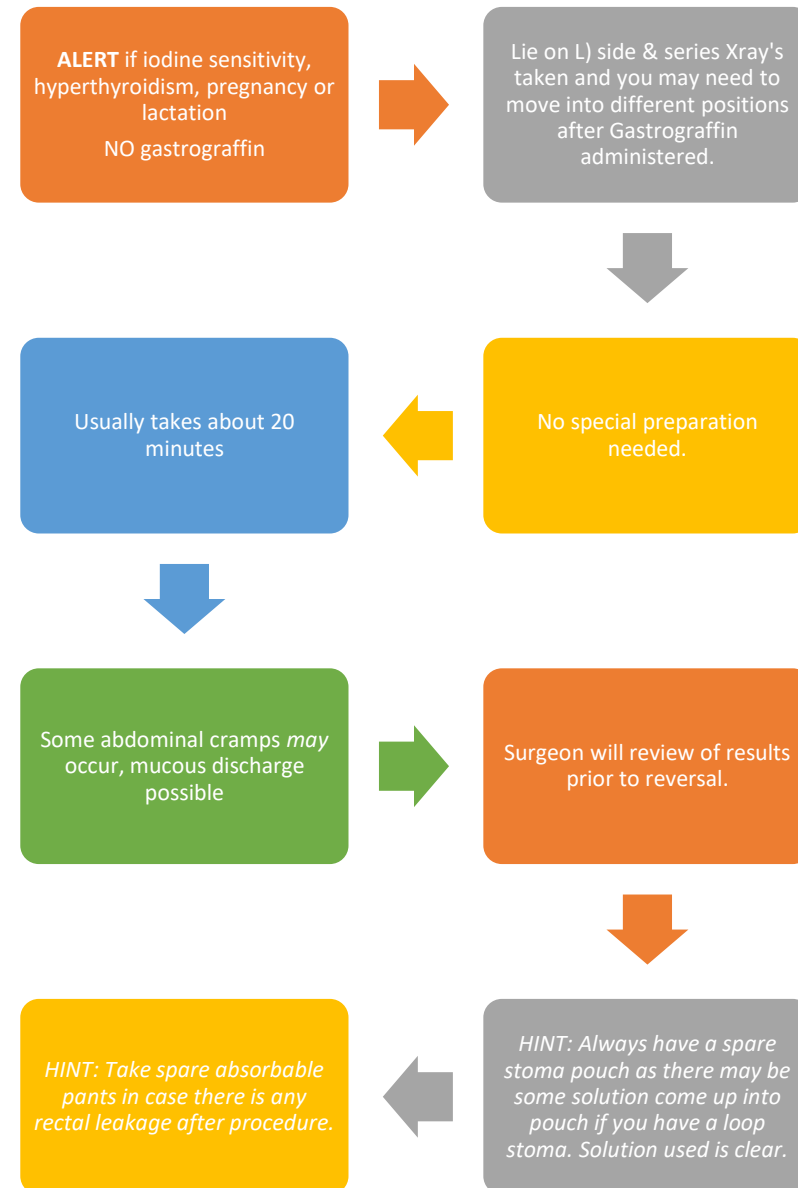 ALERT if iodine sensitivity,
hyperthyroidism, pregnancy or
lactation
NO gastrograffin
Lie on L) side & series Xray's
taken and you may need to
move into different positions
after Gastrograffin
administered.
No special preparation
needed.
Usually takes about 20
minutes
Some abdominal cramps may
occur, mucous discharge
possible
Surgeon will review of results
prior to reversal.
HINT: Always have a spare
stoma pouch as there may be
some solution come up into
pouch if you have a loop
stoma. Solution used is clear.
HINT: Take spare absorbable
pants in case there is any
rectal leakage after procedure.